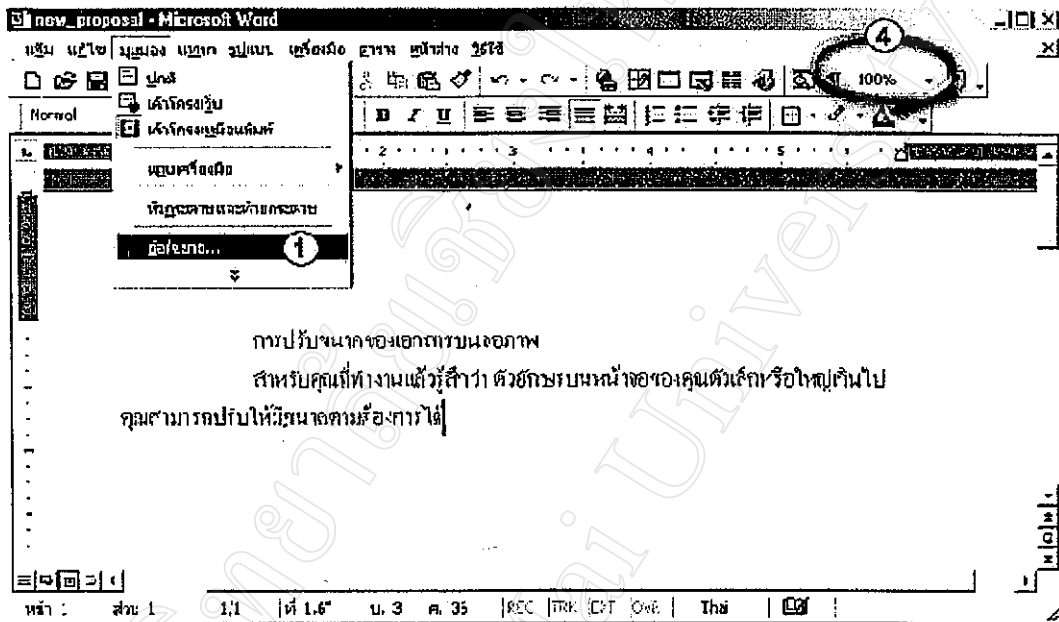 new_proposal - Microsoft Word
แฟ้ม แก้ไข มุมมอง แทรก รูปแบบ เครื่องมือ ตาราง หน้าต่าง วิธีใช้
4
ปกติ
100%
เค้าโครงเว็บ
Normal
เค้าโครงเหมือนพิมพ์
แถบเครื่องมือ
หัวกระดาษและท้ายกระดาษ
ย่อ/ขยาย... 1
การปรับขนาดของเอกสารบนจอภาพ
สำหรับคุณที่ทำงานแล้วรู้สึกว่า ตัวอักษรบนหน้าจอของคุณตัวเล็กหรือใหญ่เกินไป
คุณสามารถปรับให้มีขนาดตามต้องการได้
หน้า 1 ส่วน 1 1/1 ที่ 1.6" บ. 3 ค. 35 REC TRK EXT OVR Thai